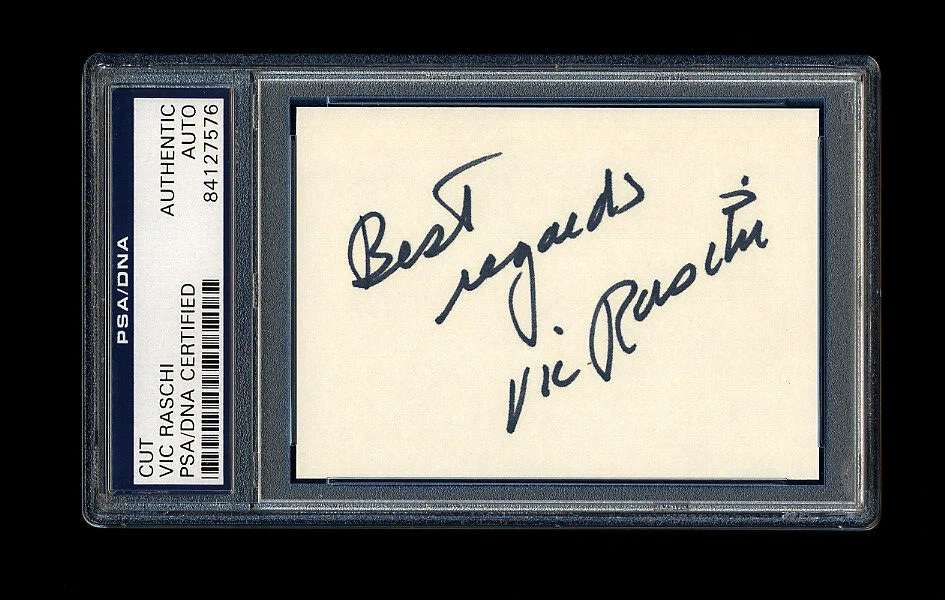 PSA/DNA
CUT
VIC RASCHI
PSA/DNA CERTIFIED
AUTHENTIC
AUTO
84127576
Best
regards
Vic Raschi